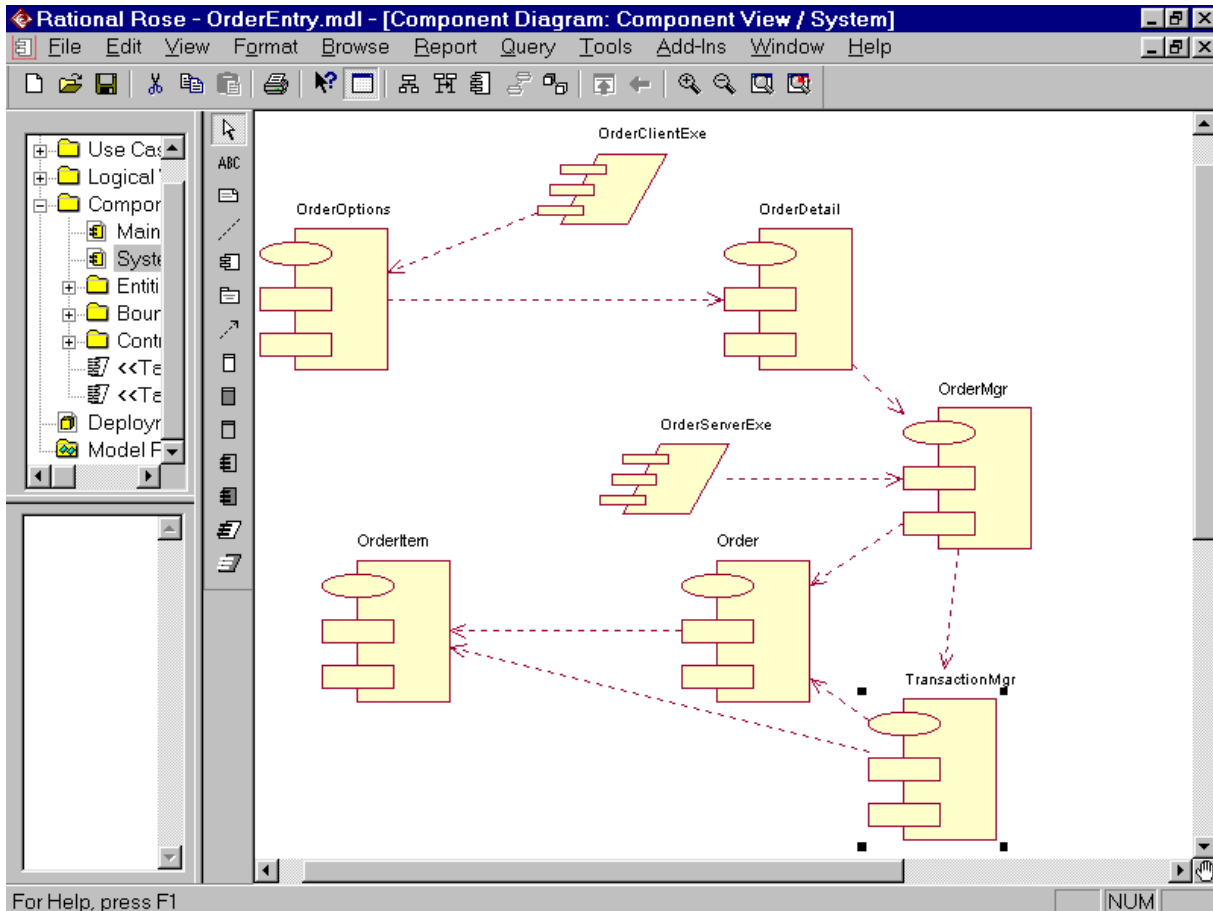 Rational Rose - OrderEntry.mdl - [Component Diagram: Component View / System]
File Edit View Format Browse Report Query Tools Add-Ins Window Help
Use Cas
Logical
Compor
Main
Syste
Entiti
Bour
Contr
<<Ta
<<Ta
Deployr
Model F
ABC
OrderClientExe
OrderOptions
OrderDetail
OrderMgr
OrderServerExe
OrderItem
Order
TransactionMgr
For Help, press F1
NUM